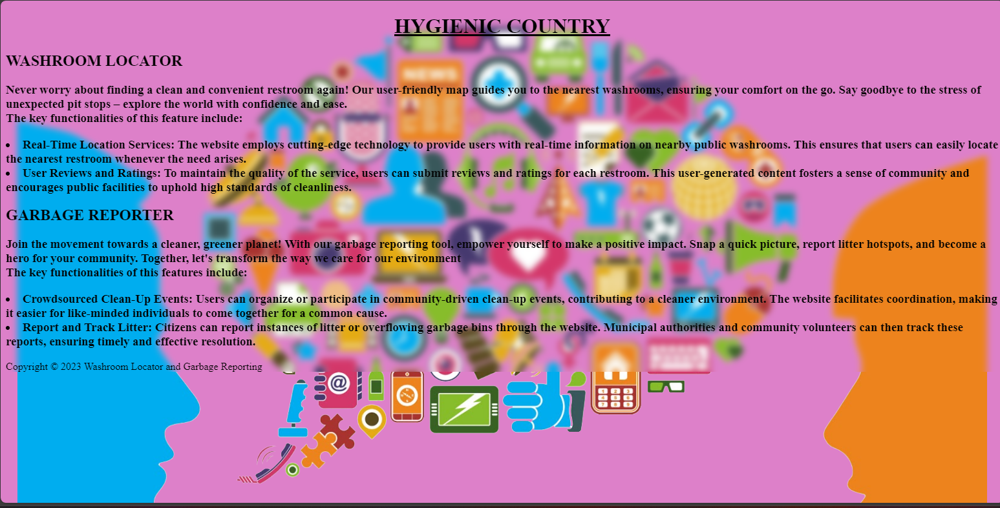 HYGIENIC COUNTRY
WASHROOM LOCATOR
Never worry about finding a clean and convenient restroom again! Our user-friendly map guides you to the nearest washrooms, ensuring your comfort on the go. Say goodbye to the stress of
unexpected pit stops – explore the world with confidence and ease.
The key functionalities of this feature include:
• Real-Time Location Services: The website employs cutting-edge technology to provide users with real-time information on nearby public washrooms. This ensures that users can easily locate
the nearest restroom whenever the need arises.
• User Reviews and Ratings: To maintain the quality of the service, users can submit reviews and ratings for each restroom. This user-generated content fosters a sense of community and
encourages public facilities to uphold high standards of cleanliness.
GARBAGE REPORTER
Join the movement towards a cleaner, greener planet! With our garbage reporting tool, empower yourself to make a positive impact. Snap a quick picture, report litter hotspots, and become a
hero for your community. Together, let's transform the way we care for our environment
The key functionalities of this features include:
• Crowdsourced Clean-Up Events: Users can organize or participate in community-driven clean-up events, contributing to a cleaner environment. The website facilitates coordination, making
it easier for like-minded individuals to come together for a common cause.
• Report and Track Litter: Citizens can report instances of litter or overflowing garbage bins through the website. Municipal authorities and community volunteers can then track these
reports, ensuring timely and effective resolution.
Copyright © 2023 Washroom Locator and Garbage Reporting
NEWS
@
1 2 3
4 5 6
7 8 9